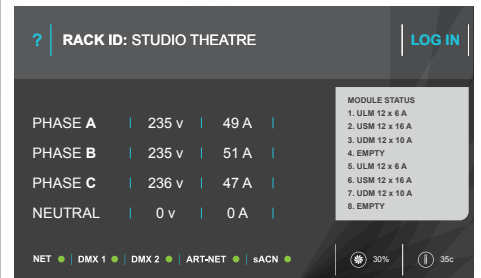 ? RACK ID: STUDIO THEATRE LOG IN
PHASE A 235 v 49 A
PHASE B 235 v 51 A
PHASE C 236 v 47 A
NEUTRAL 0 v 0 A
MODULE STATUS
1. ULM 12 x 6 A
2. USM 12 x 16 A
3. UDM 12 x 10 A
4. EMPTY
5. ULM 12 x 6 A
6. USM 12 x 16 A
7. UDM 12 x 10 A
8. EMPTY
NET DMX 1 DMX 2 ART-NET sACN 30% 35c